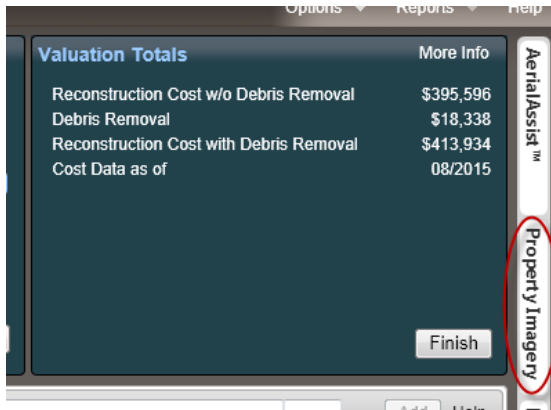 Options Reports Help
Valuation Totals More Info
Reconstruction Cost w/o Debris Removal $395,596
Debris Removal $18,338
Reconstruction Cost with Debris Removal $413,934
Cost Data as of 08/2015
Finish
AerialAssist™
Property Imagery
Add Help